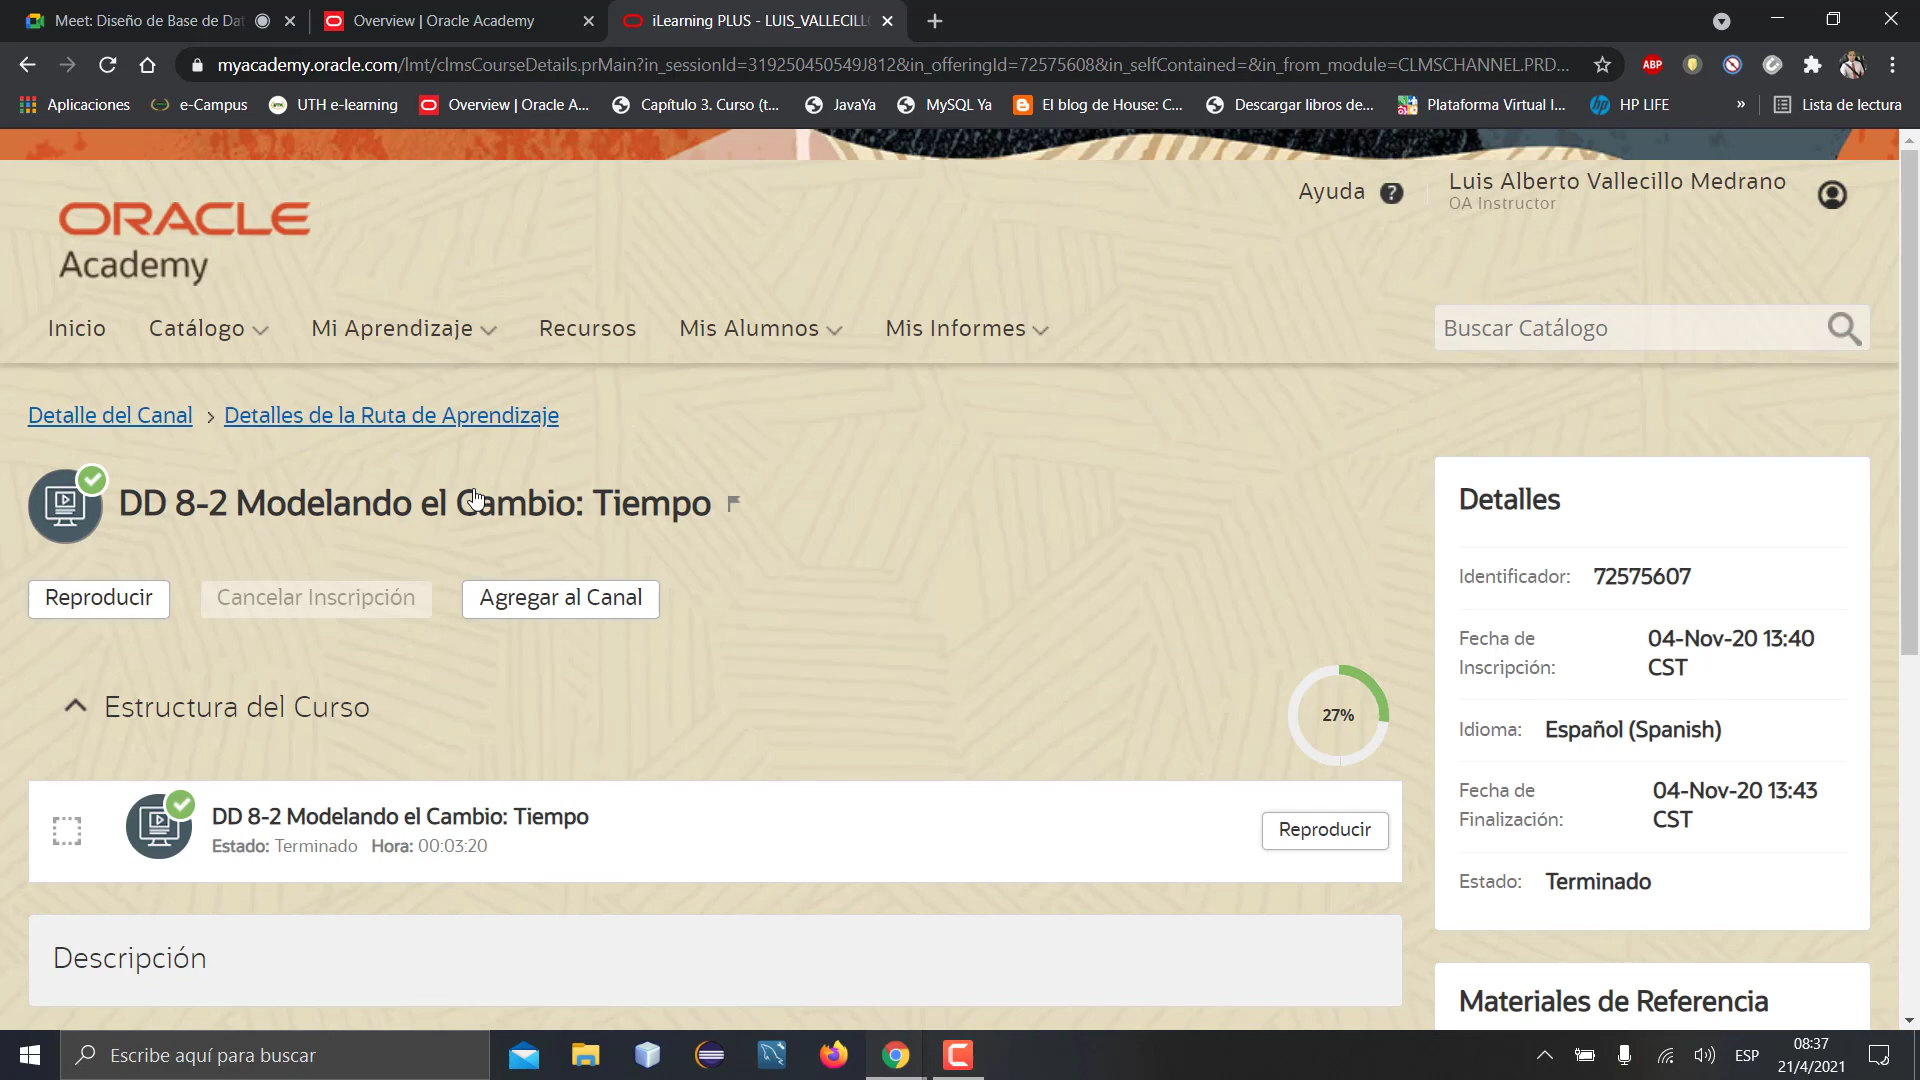 Meet: Diseño de Base de Dat
Overview | Oracle Academy
iLearning PLUS - LUIS_VALLECILLO
myacademy.oracle.com/lmt/clmsCourseDetails.prMain?in_sessionId=319250450549J812&in_offeringId=72575608&in_selfContained=&in_from_module=CLMSCHANNEL.PRD...
ABP
Aplicaciones
e-Campus
UTH e-learning
Overview | Oracle A...
Capítulo 3. Curso (t...
JavaYa
MySQL Ya
El blog de House: C...
Descargar libros de...
Plataforma Virtual I...
HP LIFE
»
Lista de lectura
ORACLE
Academy
Ayuda ?
Luis Alberto Vallecillo Medrano
OA Instructor
Inicio
Catálogo
Mi Aprendizaje
Recursos
Mis Alumnos
Mis Informes
Buscar Catálogo
Detalle del Canal > Detalles de la Ruta de Aprendizaje
DD 8-2 Modelando el Cambio: Tiempo
Reproducir
Cancelar Inscripción
Agregar al Canal
Estructura del Curso
27%
DD 8-2 Modelando el Cambio: Tiempo
Estado: Terminado Hora: 00:03:20
Reproducir
Descripción
Detalles
Identificador: 72575607
Fecha de Inscripción: 04-Nov-20 13:40 CST
Idioma: Español (Spanish)
Fecha de Finalización: 04-Nov-20 13:43 CST
Estado: Terminado
Materiales de Referencia
Escribe aquí para buscar
ESP
08:37
21/4/2021